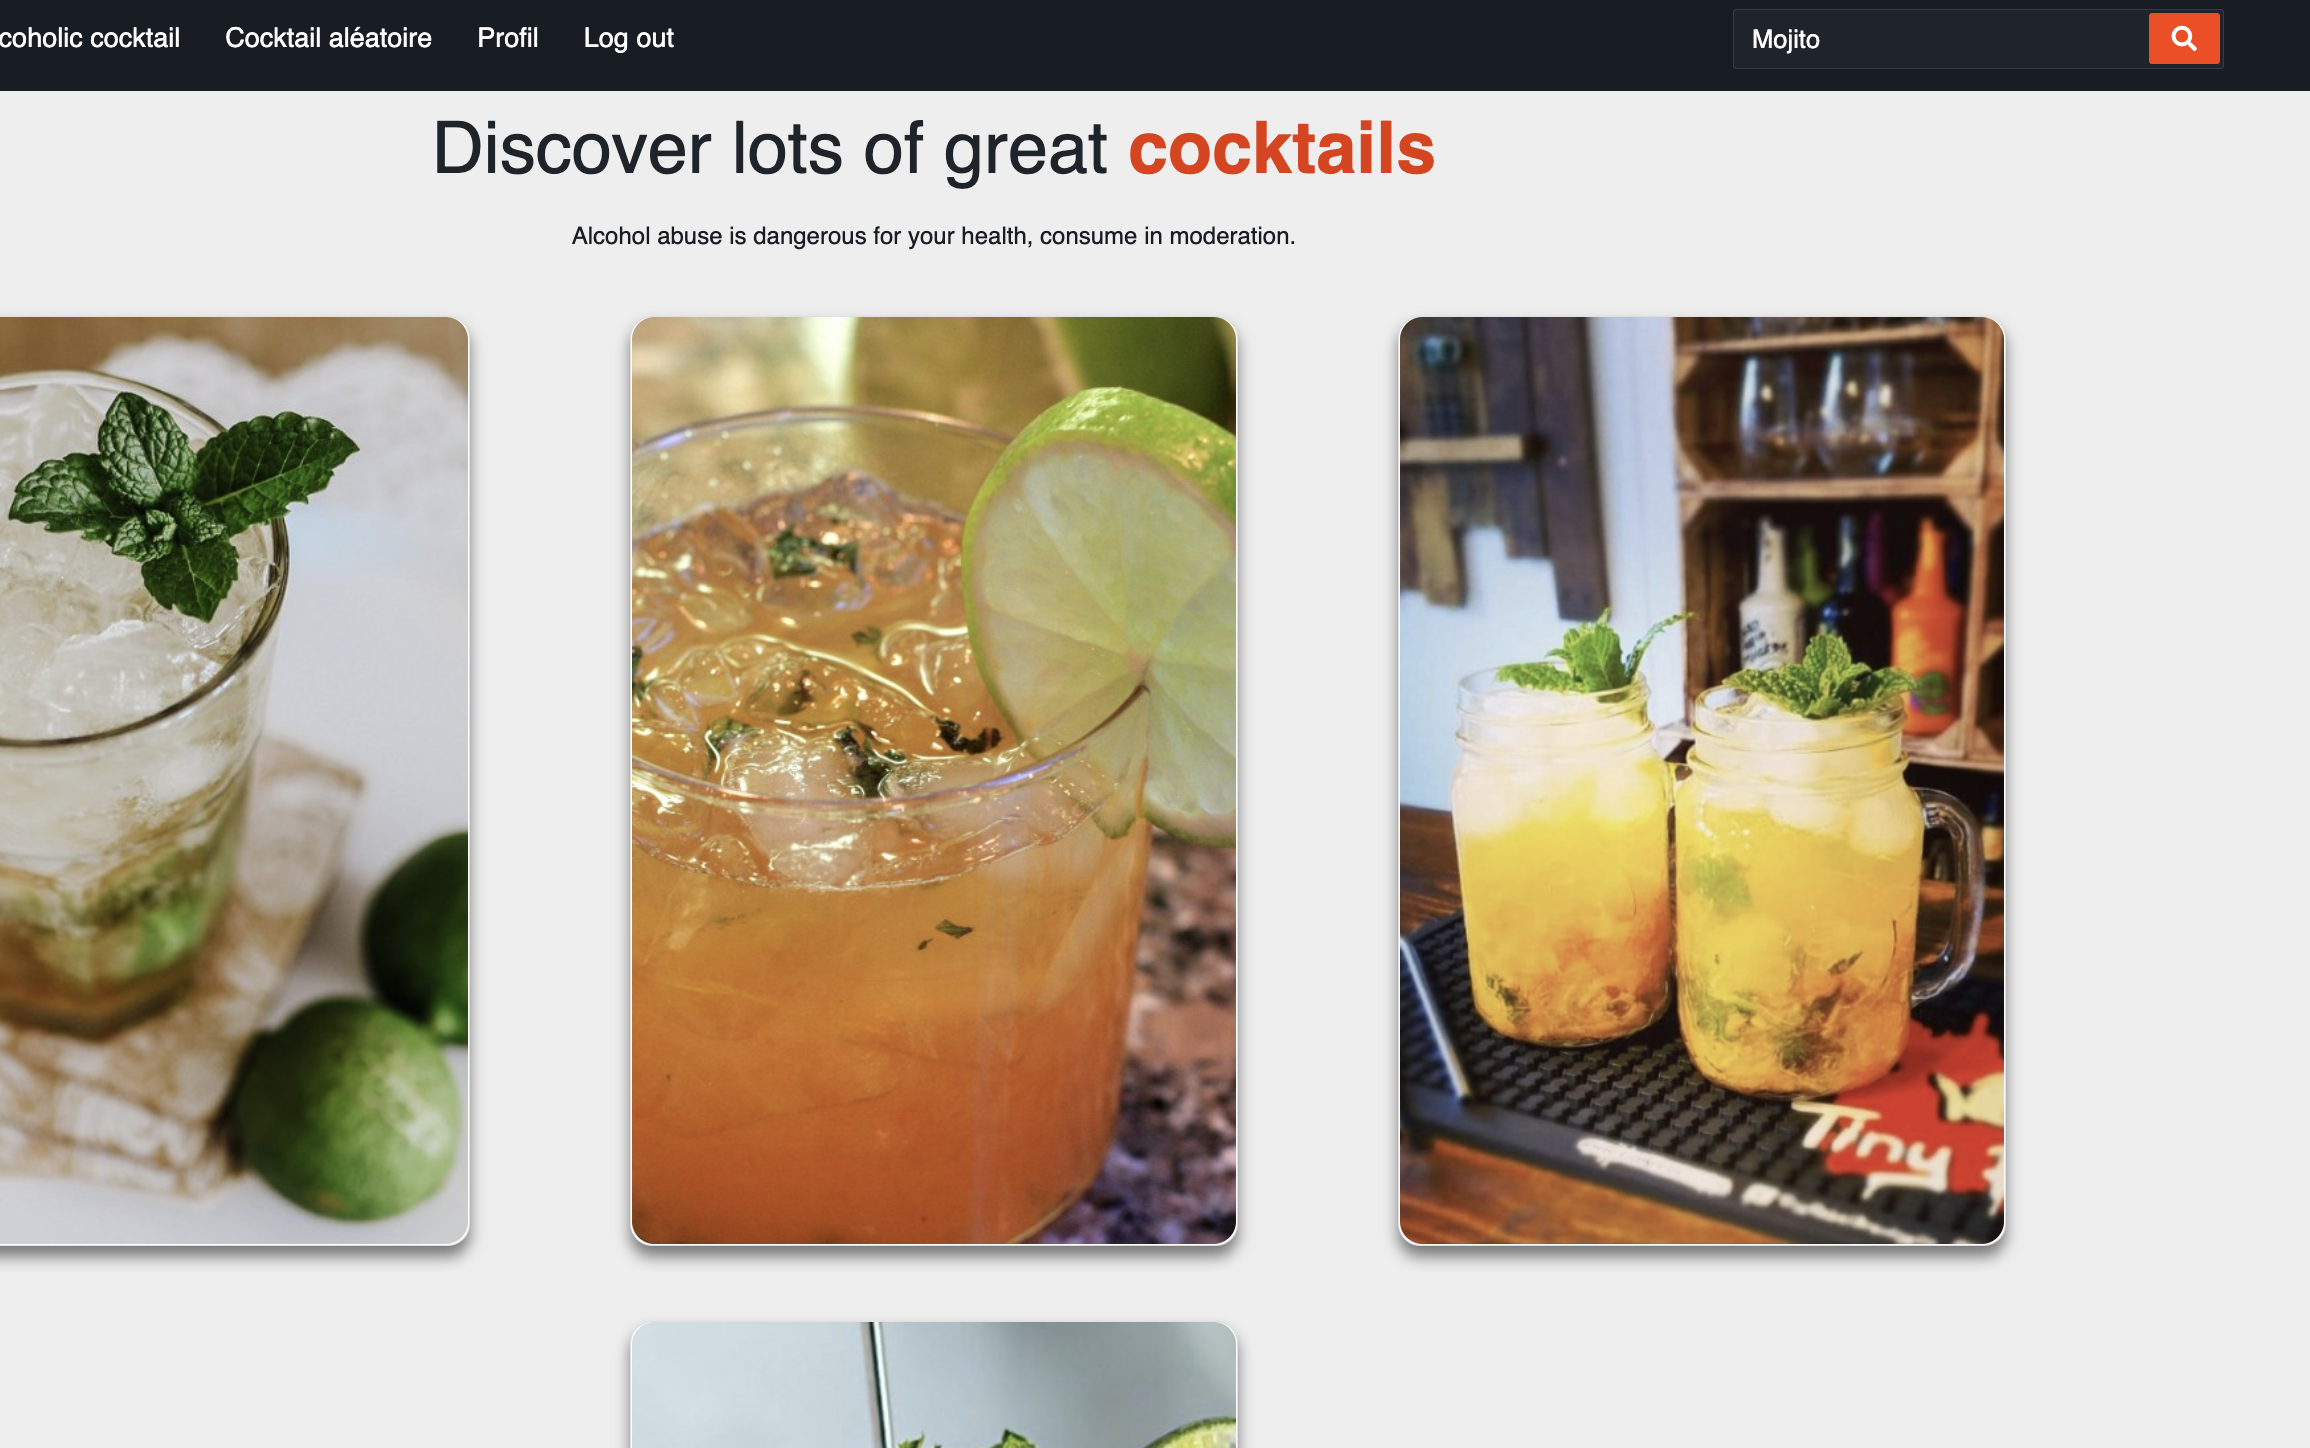 coholic cocktail Cocktail aléatoire Profil Log out Mojito
Discover lots of great cocktails
Alcohol abuse is dangerous for your health, consume in moderation.
Tiny